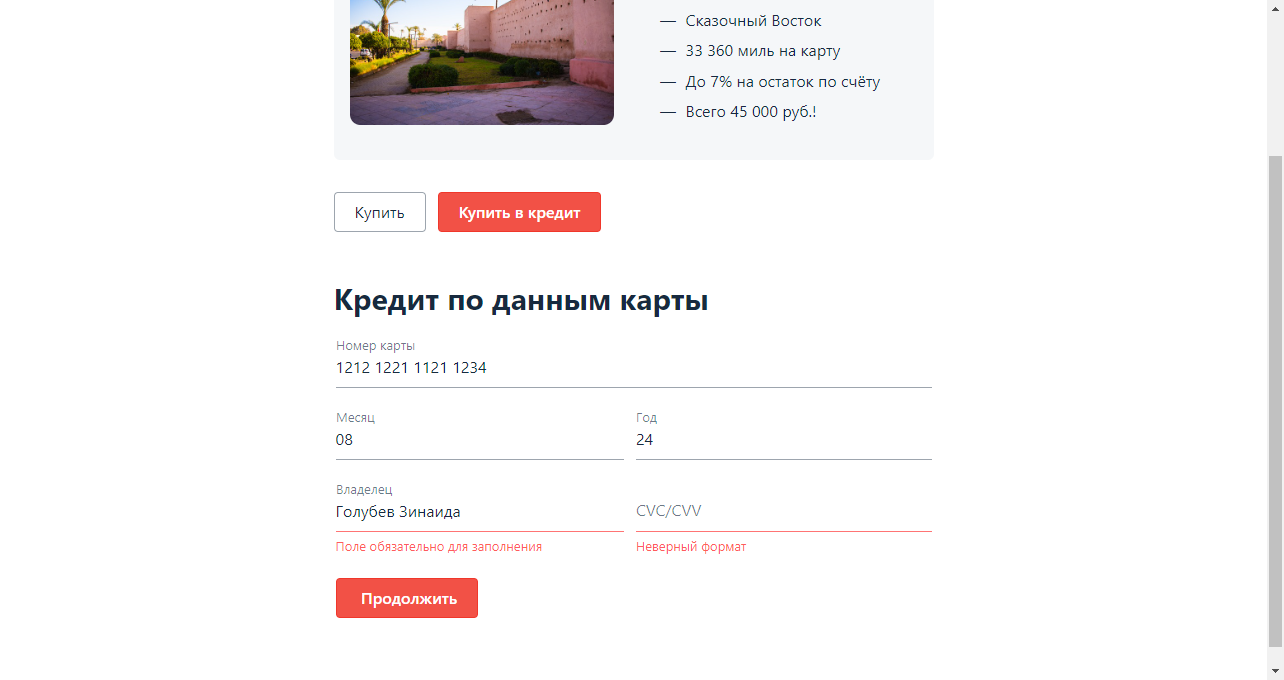 — Сказочный Восток
— 33 360 миль на карту
— До 7% на остаток по счёту
— Всего 45 000 руб.!
Купить
Купить в кредит
Кредит по данным карты
Номер карты
1212 1221 1121 1234
Месяц
08
Год
24
Владелец
Голубев Зинаида
Поле обязательно для заполнения
CVC/CVV
Неверный формат
Продолжить